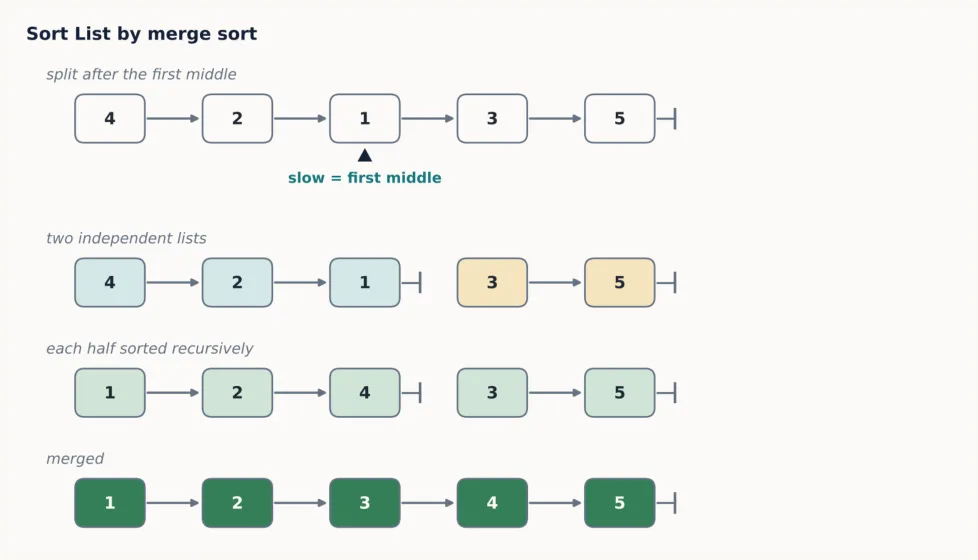 Sort List by merge sort
split after the first middle
4 2 1 3 5
slow = first middle
two independent lists
4 2 1 3 5
each half sorted recursively
1 2 4 3 5
merged
1 2 3 4 5